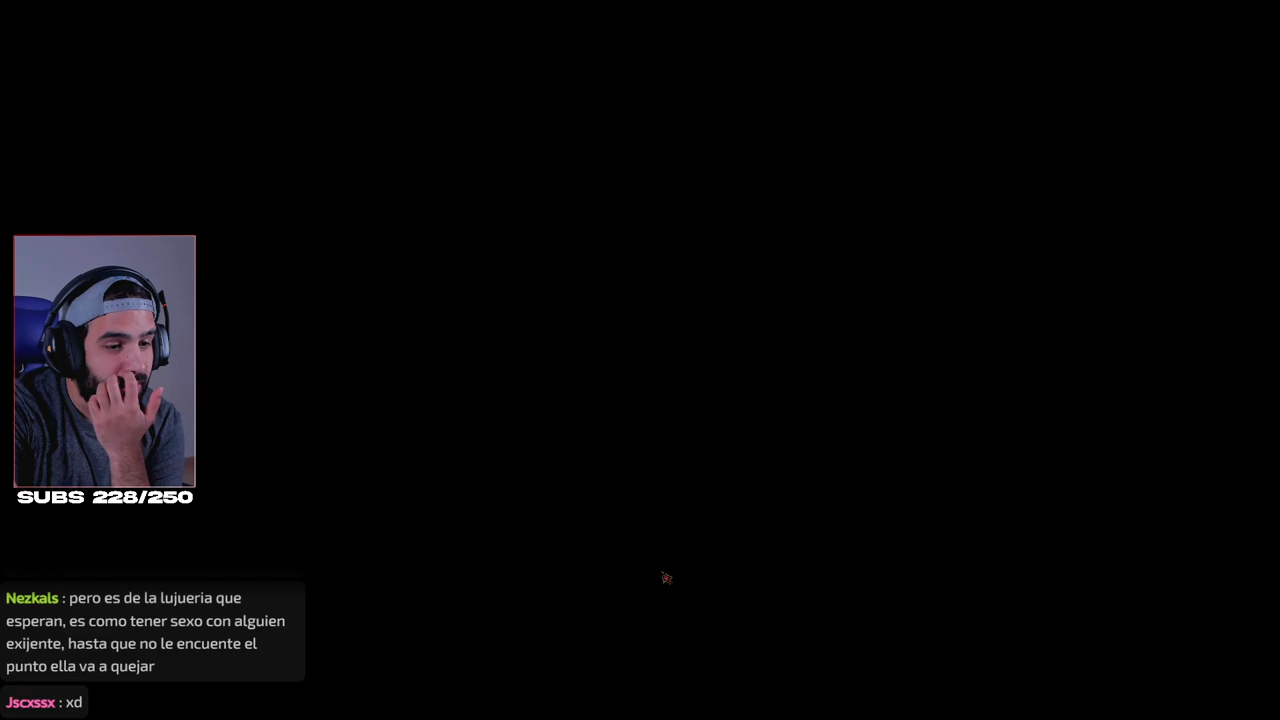 SUBS 228/250
Nezkals : pero es de la lujueria que
esperan, es como tener sexo con alguien
exijente, hasta que no le encuente el
punto ella va a quejar
Jscxssx : xd